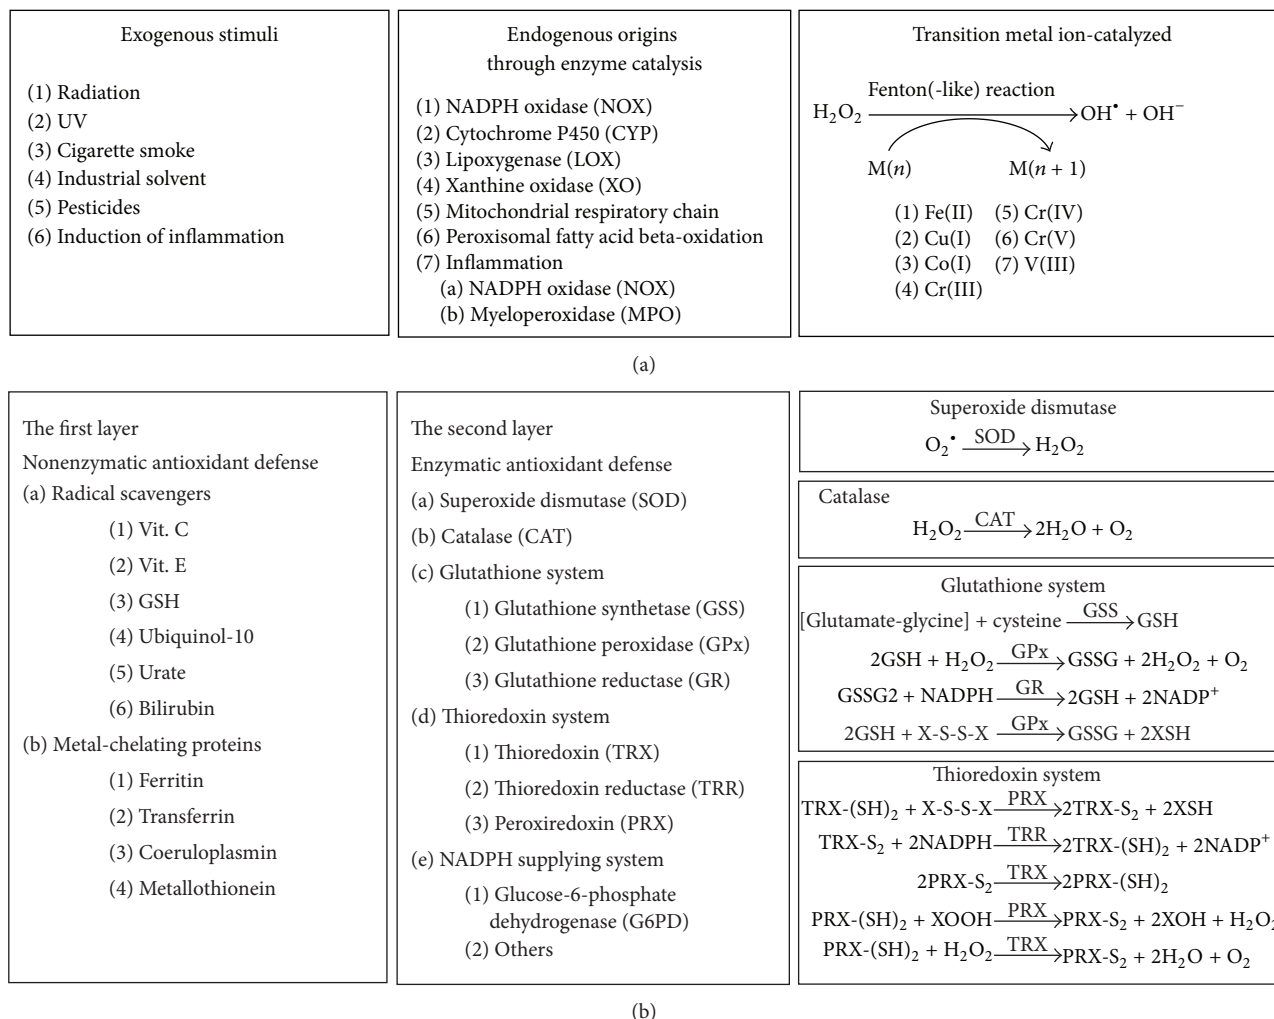 Exogenous stimuli
(1) Radiation
(2) UV
(3) Cigarette smoke
(4) Industrial solvent
(5) Pesticides
(6) Induction of inflammation
Endogenous origins
through enzyme catalysis
(1) NADPH oxidase (NOX)
(2) Cytochrome P450 (CYP)
(3) Lipoxygenase (LOX)
(4) Xanthine oxidase (XO)
(5) Mitochondrial respiratory chain
(6) Peroxisomal fatty acid beta-oxidation
(7) Inflammation
(a) NADPH oxidase (NOX)
(b) Myeloperoxidase (MPO)
Transition metal ion-catalyzed
Fenton(-like) reaction
H₂O₂ ⟶ OH• + OH⁻
M(n) M(n + 1)
(1) Fe(II) (5) Cr(IV)
(2) Cu(I) (6) Cr(V)
(3) Co(I) (7) V(III)
(4) Cr(III)
(a)
The first layer
Nonenzymatic antioxidant defense
(a) Radical scavengers
(1) Vit. C
(2) Vit. E
(3) GSH
(4) Ubiquinol-10
(5) Urate
(6) Bilirubin
(b) Metal-chelating proteins
(1) Ferritin
(2) Transferrin
(3) Coeruloplasmin
(4) Metallothionein
The second layer
Enzymatic antioxidant defense
(a) Superoxide dismutase (SOD)
(b) Catalase (CAT)
(c) Glutathione system
(1) Glutathione synthetase (GSS)
(2) Glutathione peroxidase (GPx)
(3) Glutathione reductase (GR)
(d) Thioredoxin system
(1) Thioredoxin (TRX)
(2) Thioredoxin reductase (TRR)
(3) Peroxiredoxin (PRX)
(e) NADPH supplying system
(1) Glucose-6-phosphate
dehydrogenase (G6PD)
(2) Others
Superoxide dismutase
O₂• SOD⟶ H₂O₂
Catalase
H₂O₂ CAT⟶ 2H₂O + O₂
Glutathione system
[Glutamate-glycine] + cysteine GSS⟶ GSH
2GSH + H₂O₂ GPx⟶ GSSG + 2H₂O₂ + O₂
GSSG2 + NADPH GR⟶ 2GSH + 2NADP⁺
2GSH + X-S-S-X GPx⟶ GSSG + 2XSH
Thioredoxin system
TRX-(SH)₂ + X-S-S-X PRX⟶ 2TRX-S₂ + 2XSH
TRX-S₂ + 2NADPH TRR⟶ 2TRX-(SH)₂ + 2NADP⁺
2PRX-S₂ TRX⟶ 2PRX-(SH)₂
PRX-(SH)₂ + XOOH PRX⟶ PRX-S₂ + 2XOH + H₂O₂
PRX-(SH)₂ + H₂O₂ TRX⟶ PRX-S₂ + 2H₂O + O₂
(b)